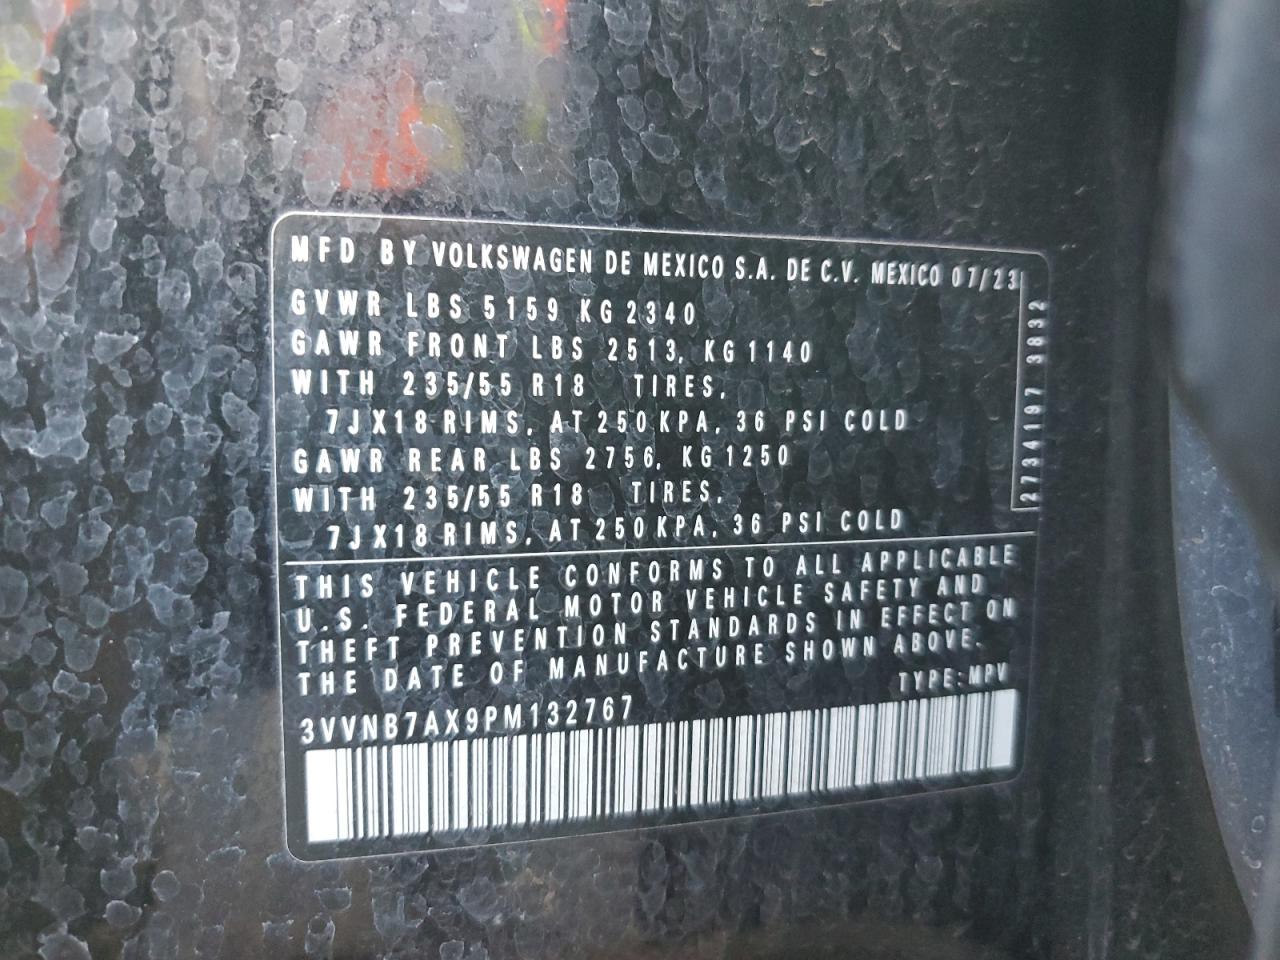 MFD BY VOLKSWAGEN DE MEXICO S.A. DE C.V. MEXICO 07/23
GVWR LBS 5159 KG 2340
GAWR FRONT LBS 2513, KG 1140
WITH 235/55 R18 TIRES,
7JX18 RIMS, AT 250 KPA, 36 PSI COLD
GAWR REAR LBS 2756, KG 1250
WITH 235/55 R18 TIRES,
7JX18 RIMS, AT 250 KPA, 36 PSI COLD
2734197 3832
THIS VEHICLE CONFORMS TO ALL APPLICABLE
U.S. FEDERAL MOTOR VEHICLE SAFETY AND
THEFT PREVENTION STANDARDS IN EFFECT ON
THE DATE OF MANUFACTURE SHOWN ABOVE.
TYPE:MPV
3VVNB7AX9PM132767